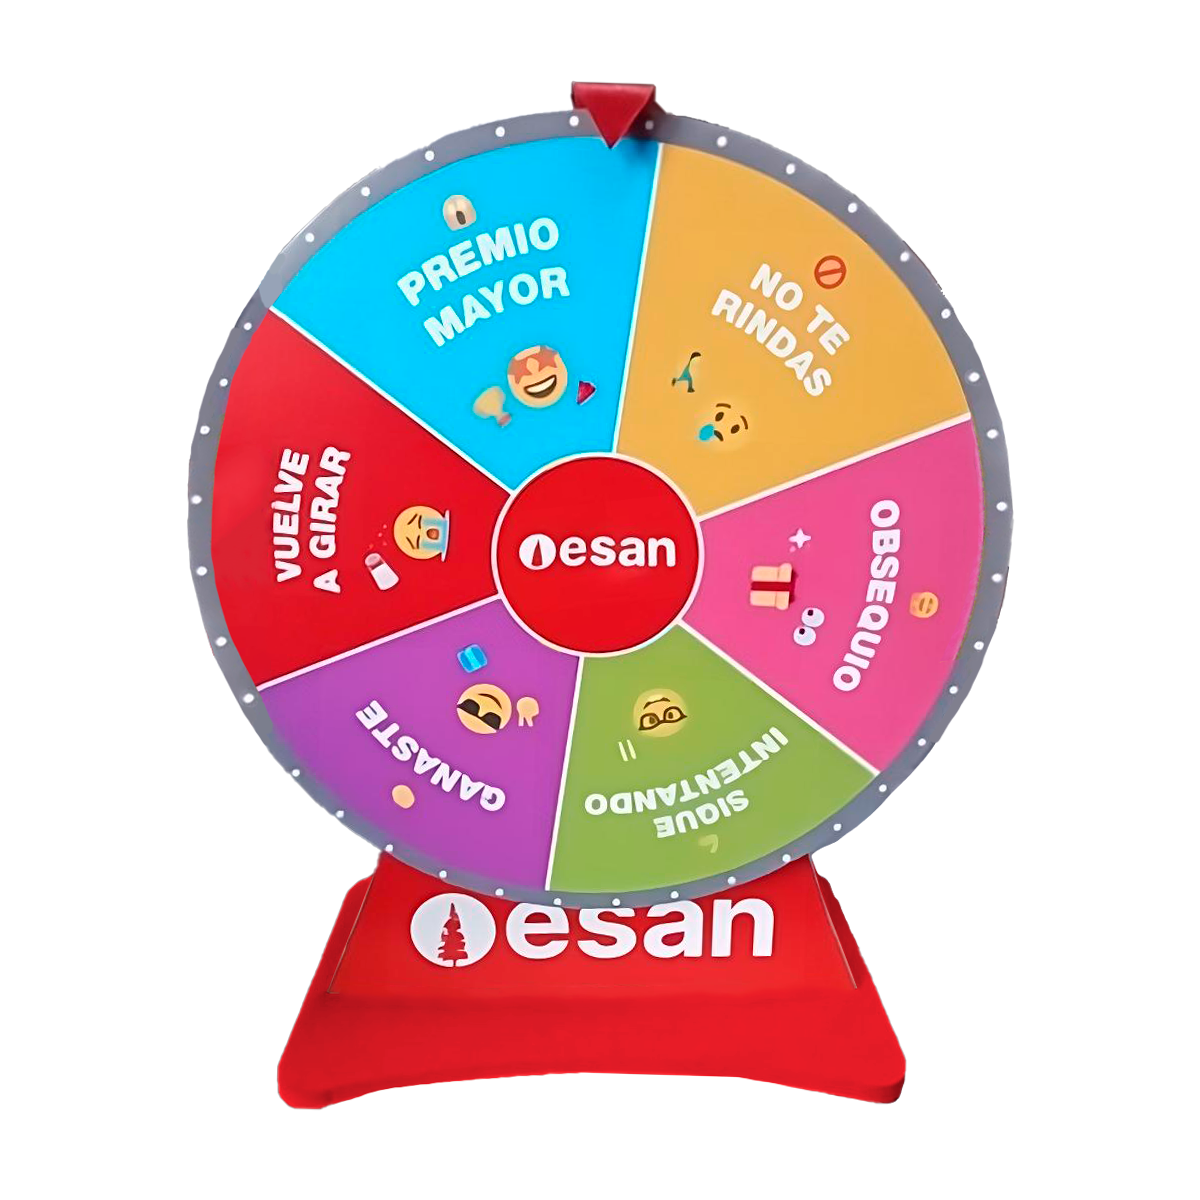 PREMIO
MAYOR
NO TE
RINDAS
VUELVE
A GIRAR
OBSEQUIO
esan
GANASTE
SIGUE
INTENTANDO
esan